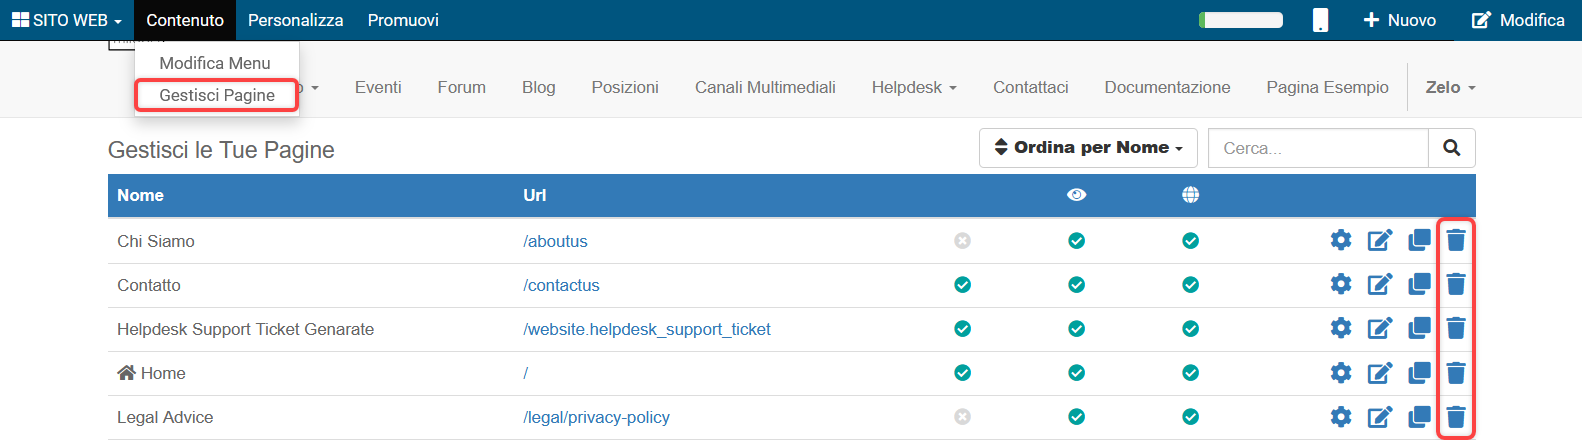 SITO WEB Contenuto Personalizza Promuovi Nuovo Modifica
Modifica Menu
Gestisci Pagine
Eventi Forum Blog Posizioni Canali Multimediali Helpdesk Contattaci Documentazione Pagina Esempio Zelo
Gestisci le Tue Pagine Ordina per Nome Cerca...
Nome Url
Chi Siamo /aboutus
Contatto /contactus
Helpdesk Support Ticket Genarate /website.helpdesk_support_ticket
Home /
Legal Advice /legal/privacy-policy